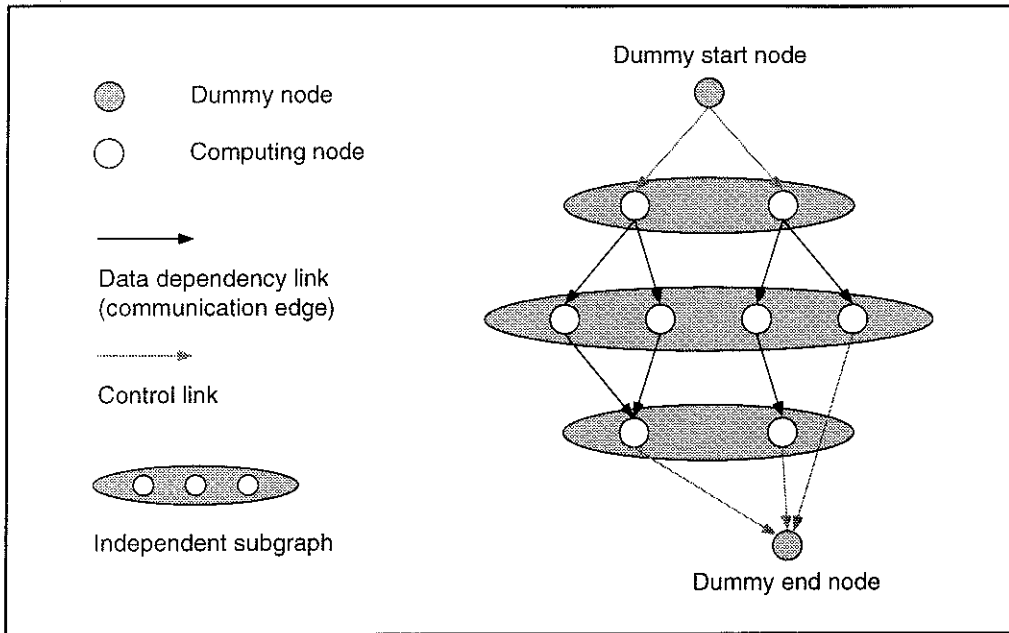 Dummy start node
Dummy node
Computing node
Data dependency link
(communication edge)
Control link
Independent subgraph
Dummy end node